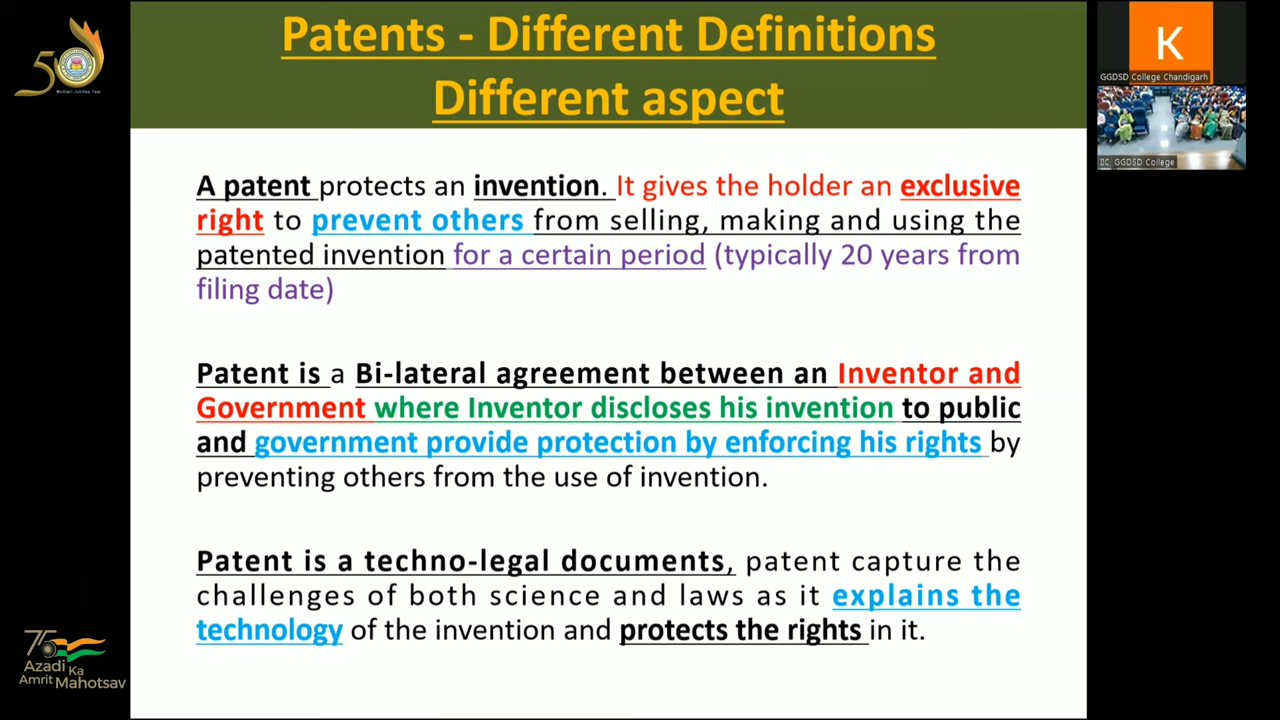 Patents - Different Definitions
Different aspect
A patent protects an invention. It gives the holder an exclusive
right to prevent others from selling, making and using the
patented invention for a certain period (typically 20 years from
filing date)
Patent is a Bi-lateral agreement between an Inventor and
Government where Inventor discloses his invention to public
and government provide protection by enforcing his rights by
preventing others from the use of invention.
Patent is a techno-legal documents, patent capture the
challenges of both science and laws as it explains the
technology of the invention and protects the rights in it.
50
Golden Jubilee Year
75
Azadi
Ka
Amrit Mahotsav
K
GGDSD College Chandigarh
IIC, GGDSD College